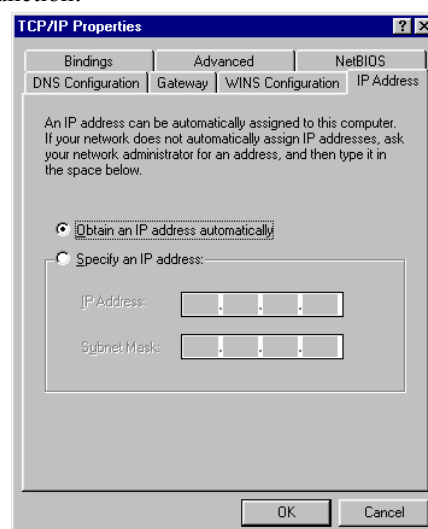 TCP/IP Properties
Bindings Advanced NetBIOS
DNS Configuration Gateway WINS Configuration IP Address
An IP address can be automatically assigned to this computer.
If your network does not automatically assign IP addresses, ask
your network administrator for an address, and then type it in
the space below.
Obtain an IP address automatically
Specify an IP address:
IP Address:
Subnet Mask:
OK Cancel